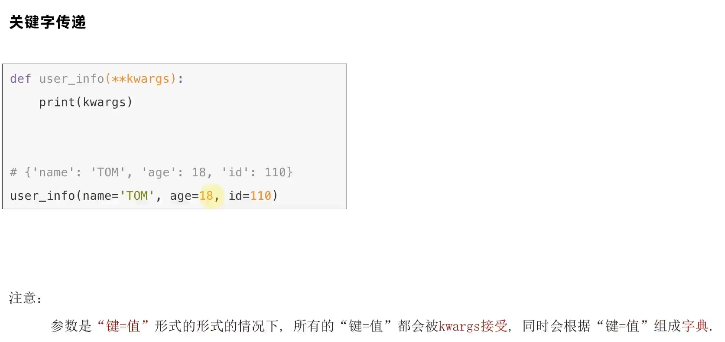 关键字传递
def user_info(**kwargs):
    print(kwargs)
# {'name': 'TOM', 'age': 18, 'id': 110}
user_info(name='TOM', age=18, id=110)
注意:
参数是“键=值”形式的形式的情况下, 所有的“键=值”都会被kwargs接受, 同时会根据“键=值”组成字典.